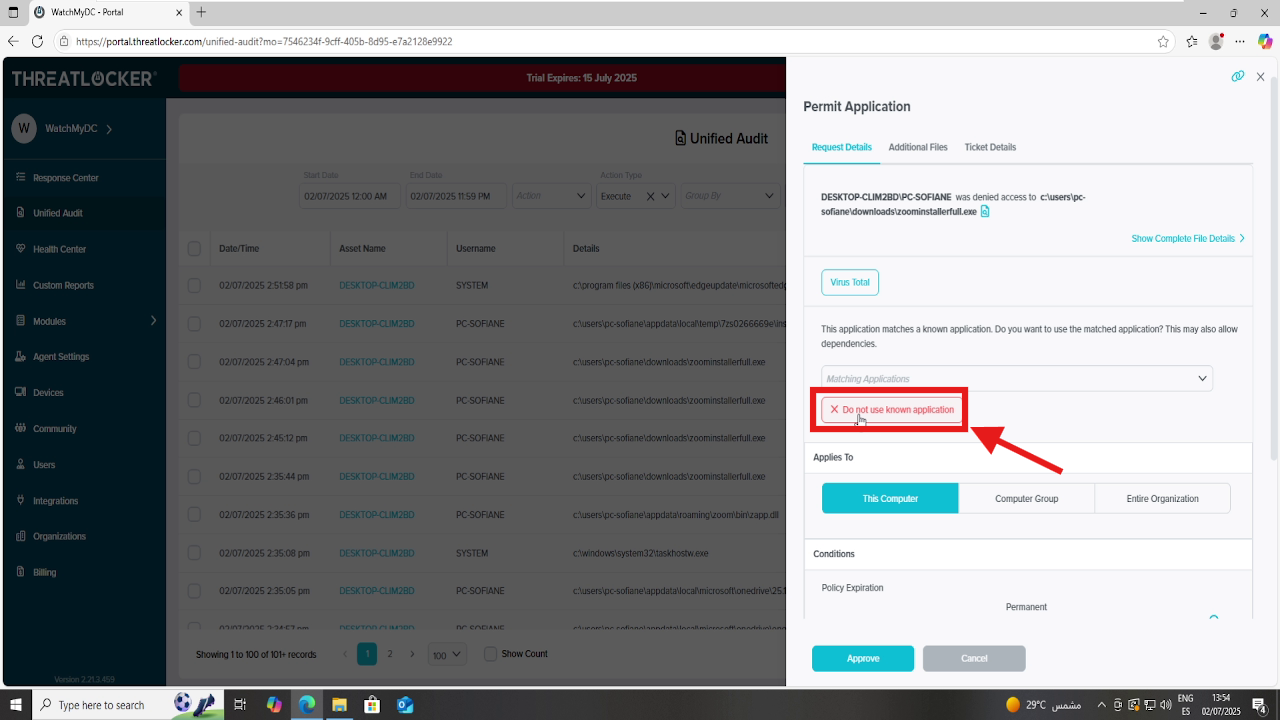 WatchMyDC - Unified Audit
https://portal.threatlocker.com/unified-audit?mo=7546234f-9cff-405b-8d95-e7a2128e9922
THREATLOCKER
Trial Expires: 15 July 2025
W WatchMyDC
Response Center
Unified Audit
Health Center
Custom Reports
Modules
Agent Settings
Devices
Community
Users
Integrations
Organizations
Billing
Version 2.21.3.459
Unified Audit
Start Date End Date Action Type
02/07/2025 12:00 AM 02/07/2025 11:59 PM Action Execute Group By
Date/Time Asset Name Username Details
02/07/2025 2:51:58 pm DESKTOP-CLIM2BD SYSTEM c:\program files (x86)\microsoft\edgeupdate\microsoftedg
02/07/2025 2:47:17 pm DESKTOP-CLIM2BD PC-SOFIANE c:\users\pc-sofiane\appdata\local\temp\7zs0266669e\ins
02/07/2025 2:47:04 pm DESKTOP-CLIM2BD PC-SOFIANE c:\users\pc-sofiane\downloads\zoominstallerfull.exe
02/07/2025 2:46:01 pm DESKTOP-CLIM2BD PC-SOFIANE c:\users\pc-sofiane\downloads\zoominstallerfull.exe
02/07/2025 2:45:12 pm DESKTOP-CLIM2BD PC-SOFIANE c:\users\pc-sofiane\downloads\zoominstallerfull.exe
02/07/2025 2:35:44 pm DESKTOP-CLIM2BD PC-SOFIANE c:\users\pc-sofiane\downloads\zoominstallerfull.exe
02/07/2025 2:35:36 pm DESKTOP-CLIM2BD PC-SOFIANE c:\users\pc-sofiane\appdata\roaming\zoom\bin\zapp.dll
02/07/2025 2:35:08 pm DESKTOP-CLIM2BD SYSTEM c:\windows\system32\taskhostw.exe
02/07/2025 2:35:05 pm DESKTOP-CLIM2BD PC-SOFIANE c:\users\pc-sofiane\appdata\local\microsoft\onedrive\25.1
02/07/2025 2:34:57 pm DESKTOP-CLIM2BD PC-SOFIANE
Showing 1 to 100 of 101+ records 1 2 100 Show Count
Permit Application
Request Details Additional Files Ticket Details
DESKTOP-CLIM2BD\PC-SOFIANE was denied access to c:\users\pc-
sofiane\downloads\zoominstallerfull.exe
Show Complete File Details
Virus Total
This application matches a known application. Do you want to use the matched application? This may also allow
dependencies.
Matching Applications
Do not use known application
Applies To
This Computer Computer Group Entire Organization
Conditions
Policy Expiration
Permanent
Approve Cancel
Type here to search
29°C Sunny
ENG 13:54
ES 02/07/2025